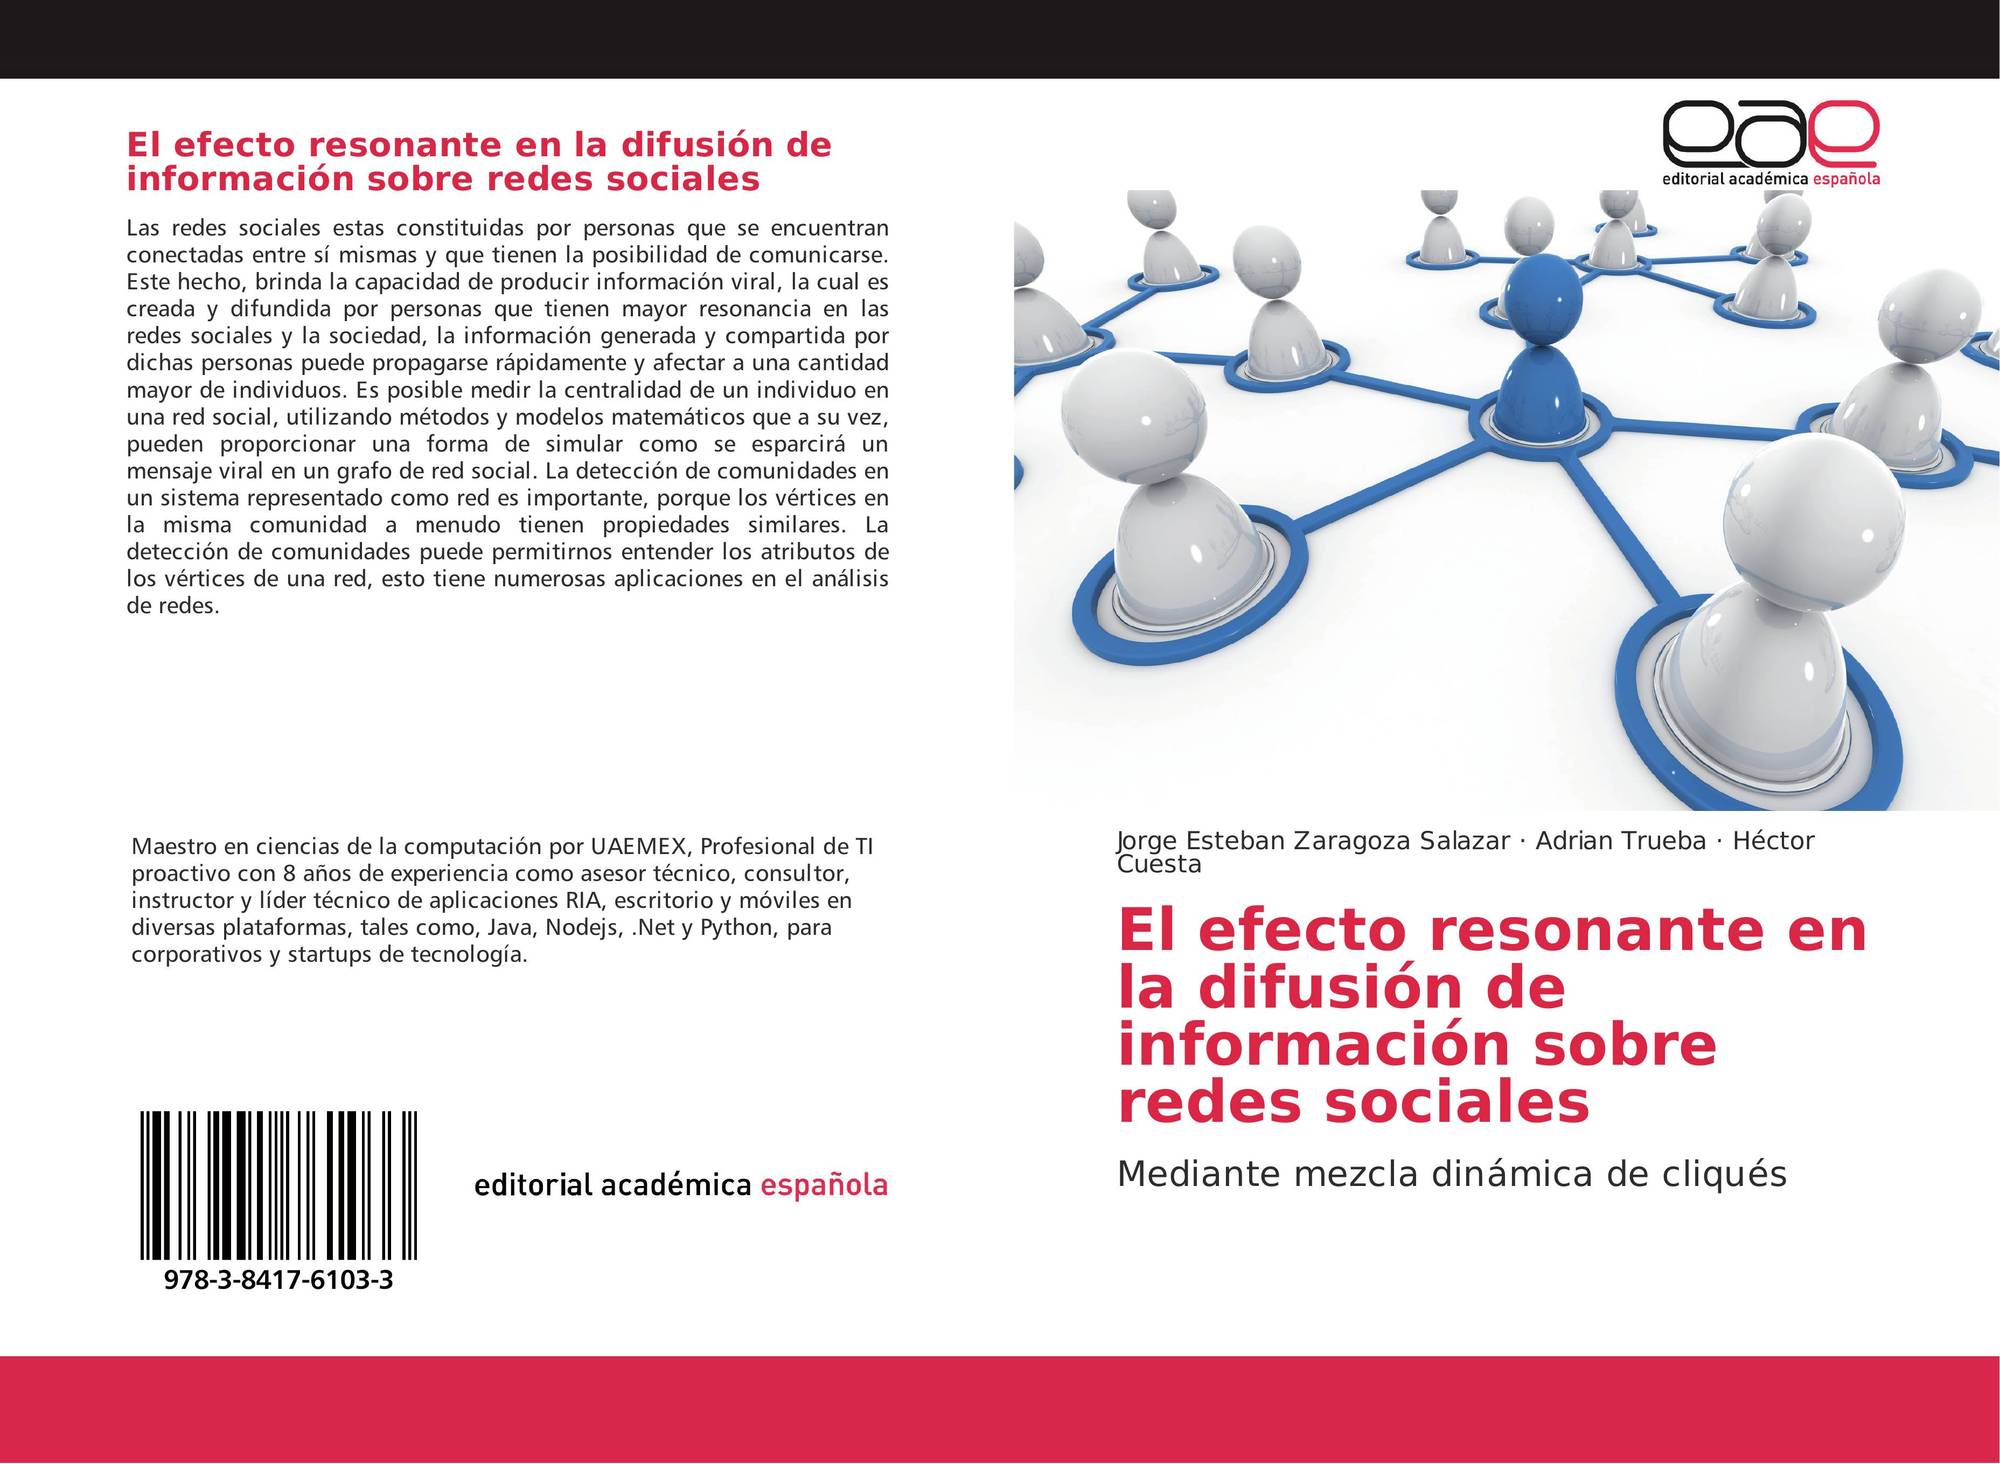 El efecto resonante en la difusión de
información sobre redes sociales
Las redes sociales estas constituidas por personas que se encuentran
conectadas entre sí mismas y que tienen la posibilidad de comunicarse.
Este hecho, brinda la capacidad de producir información viral, la cual es
creada y difundida por personas que tienen mayor resonancia en las
redes sociales y la sociedad, la información generada y compartida por
dichas personas puede propagarse rápidamente y afectar a una cantidad
mayor de individuos. Es posible medir la centralidad de un individuo en
una red social, utilizando métodos y modelos matemáticos que a su vez,
pueden proporcionar una forma de simular como se esparcirá un
mensaje viral en un grafo de red social. La detección de comunidades en
un sistema representado como red es importante, porque los vértices en
la misma comunidad a menudo tienen propiedades similares. La
detección de comunidades puede permitirnos entender los atributos de
los vértices de una red, esto tiene numerosas aplicaciones en el análisis
de redes.
Maestro en ciencias de la computación por UAEMEX, Profesional de TI
proactivo con 8 años de experiencia como asesor técnico, consultor,
instructor y líder técnico de aplicaciones RIA, escritorio y móviles en
diversas plataformas, tales como, Java, Nodejs, .Net y Python, para
corporativos y startups de tecnología.
978-3-8417-6103-3
editorial académica española
eae
editorial académica española
Jorge Esteban Zaragoza Salazar · Adrian Trueba · Héctor
Cuesta
El efecto resonante en
la difusión de
información sobre
redes sociales
Mediante mezcla dinámica de cliqués